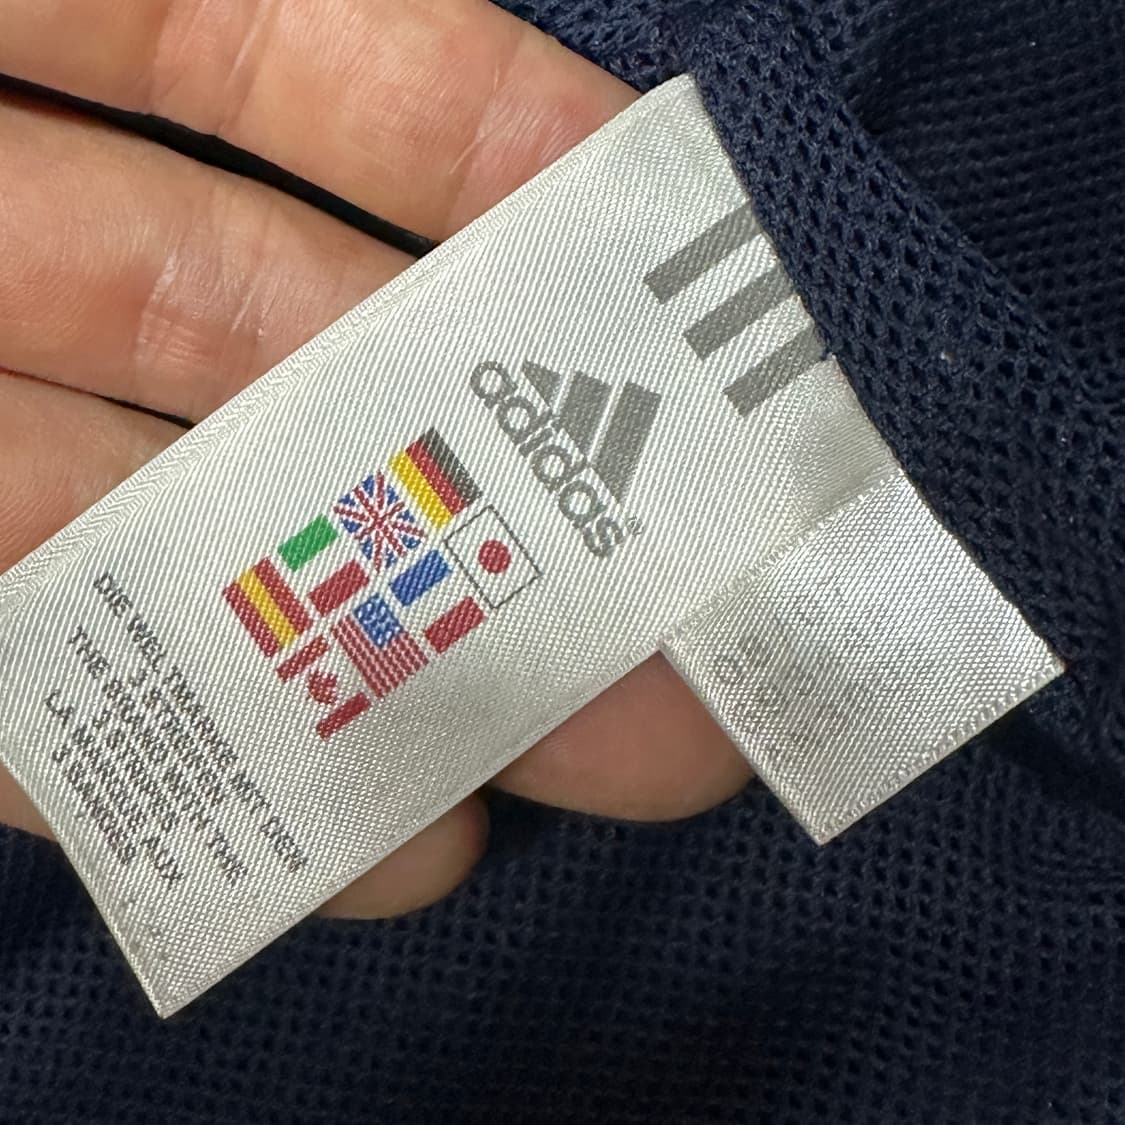 adidas®
DIE WELTMARKE MIT DEN
3 STREIFEN
THE BRAND WITH THE
3 STRIPES
LA MARQUE AUX
3 BANDES